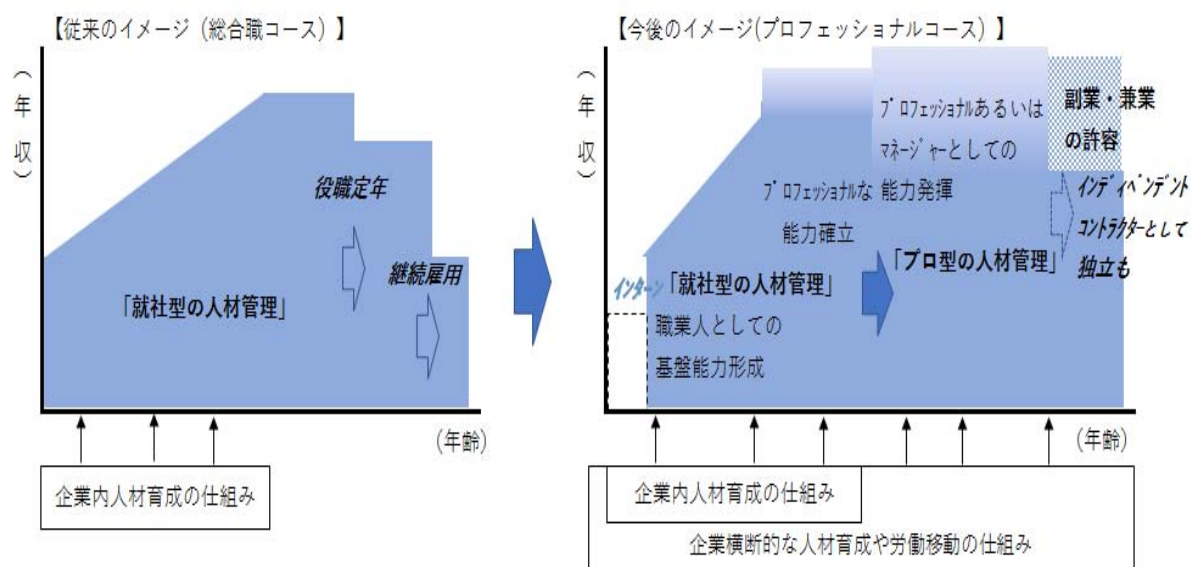 【従来のイメージ（総合職コース）】
（年収）
役職定年
継続雇用
「就社型の人材管理」
（年齢）
企業内人材育成の仕組み
【今後のイメージ(プロフェッショナルコース）】
（年収）
ﾌﾟﾛﾌｪｯｼｮﾅﾙあるいは
ﾏﾈｰｼﾞｬｰとしての
能力発揮
副業・兼業
の許容
ﾌﾟﾛﾌｪｯｼｮﾅﾙな
能力確立
ｲﾝﾃﾞｨﾍﾟﾝﾃﾞﾝﾄ
ｺﾝﾄﾗｸﾀｰとして
独立も
「プロ型の人材管理」
ｲﾝﾀｰﾝ
「就社型の人材管理」
職業人としての
基盤能力形成
（年齢）
企業内人材育成の仕組み
企業横断的な人材育成や労働移動の仕組み